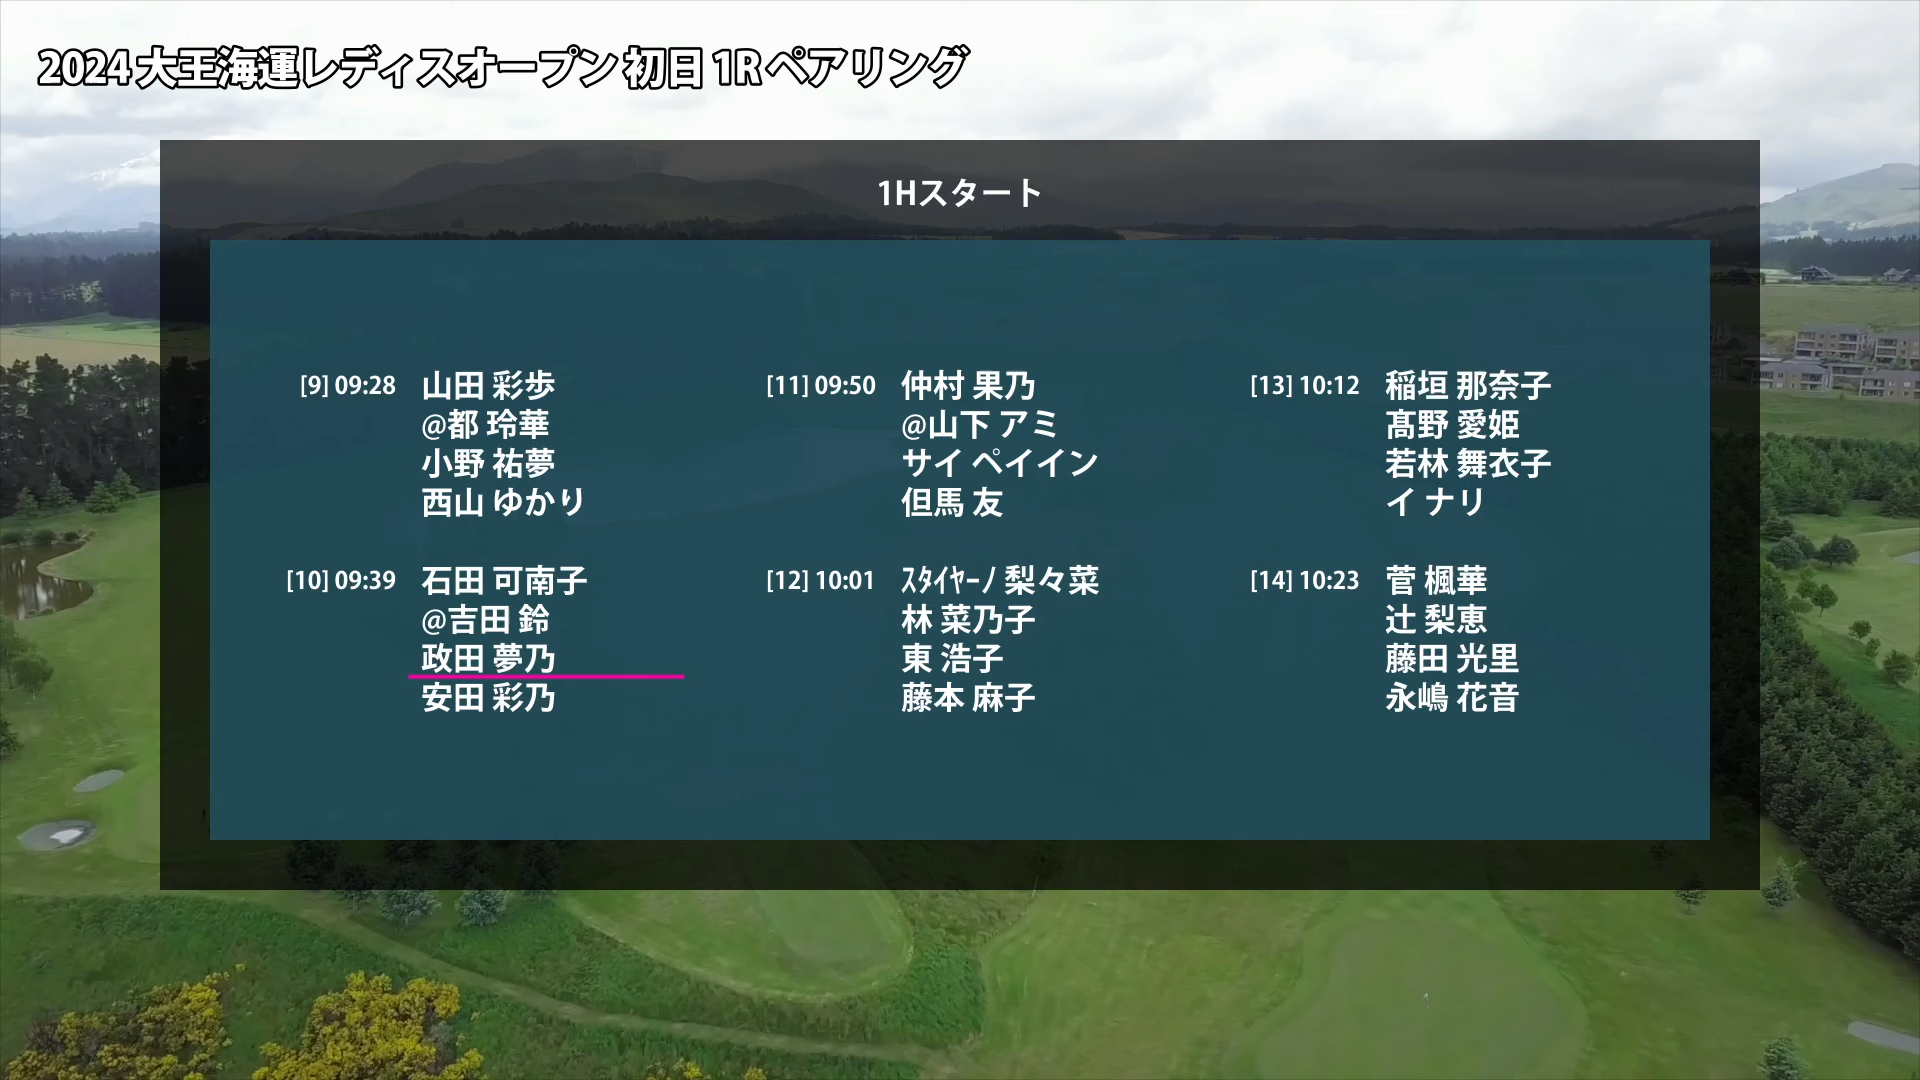 2024 大王海運レディスオープン 初日 1R ペアリング
1Hスタート
[9] 09:28 山田 彩歩
@都 玲華
小野 祐夢
西山 ゆかり
[10] 09:39 石田 可南子
@吉田 鈴
政田 夢乃
安田 彩乃
[11] 09:50 仲村 果乃
@山下 アミ
サイ ペイイン
但馬 友
[12] 10:01 ｽﾀｲﾔｰﾉ 梨々菜
林 菜乃子
東 浩子
藤本 麻子
[13] 10:12 稲垣 那奈子
髙野 愛姫
若林 舞衣子
イ ナリ
[14] 10:23 菅 楓華
辻 梨恵
藤田 光里
永嶋 花音